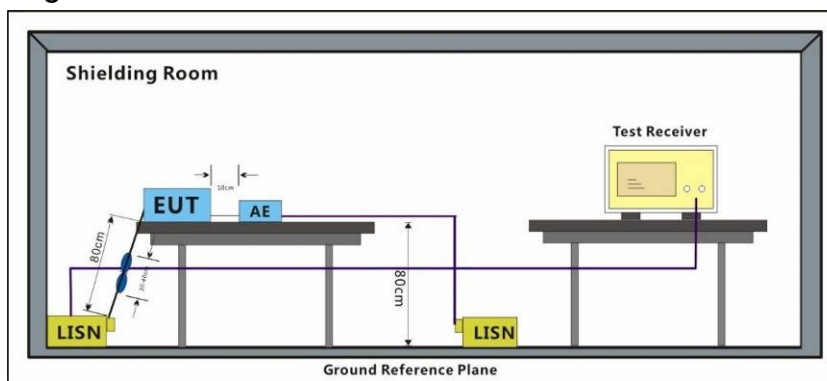 Shielding Room
Test Receiver
10cm
EUT
AE
80cm
80cm
LISN
LISN
Ground Reference Plane